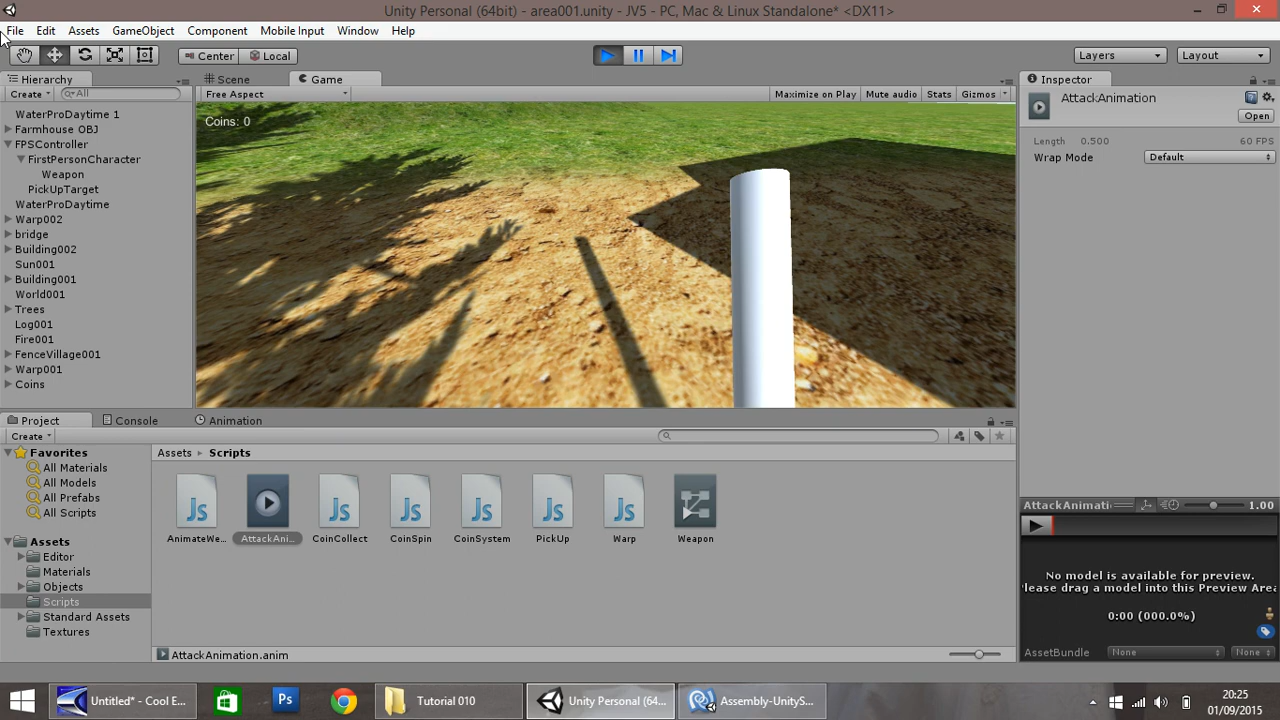 Unity Personal (64bit) - area001.unity - JV5 - PC, Mac & Linux Standalone* <DX11>
File Edit Assets GameObject Component Mobile Input Window Help
Center Local Layers Layout
Hierarchy Scene Game Inspector
Create All Free Aspect Maximize on Play Mute audio Stats Gizmos AttackAnimation
Open
WaterProDaytime 1
Farmhouse OBJ
FPSController
FirstPersonCharacter
Weapon
PickUpTarget
WaterProDaytime
Warp002
bridge
Building002
Sun001
Building001
World001
Trees
Log001
Fire001
FenceVillage001
Warp001
Coins
Coins: 0
Length 0.500 60 FPS
Wrap Mode Default
Project Console Animation
Create
Favorites
All Materials
All Models
All Prefabs
All Scripts
Assets
Editor
Materials
Objects
Scripts
Standard Assets
Textures
Assets Scripts
AnimateWe... AttackAni... CoinCollect CoinSpin CoinSystem PickUp Warp Weapon
AttackAnimation.anim
AttackAnimati 1.00
No model is available for preview.
Please drag a model into this Preview Area
0:00 (000.0%)
AssetBundle None None
Untitled* - Cool E... Ps Tutorial 010 Unity Personal (64... Assembly-UnityS...
20:25
01/09/2015